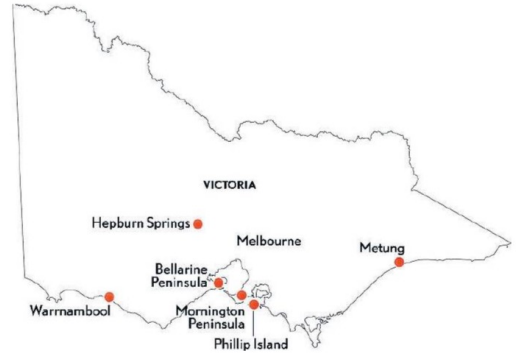 VICTORIA
Hepburn Springs
Melbourne
Metung
Bellarine
Peninsula
Warrnambool
Mornington
Peninsula
Phillip Island